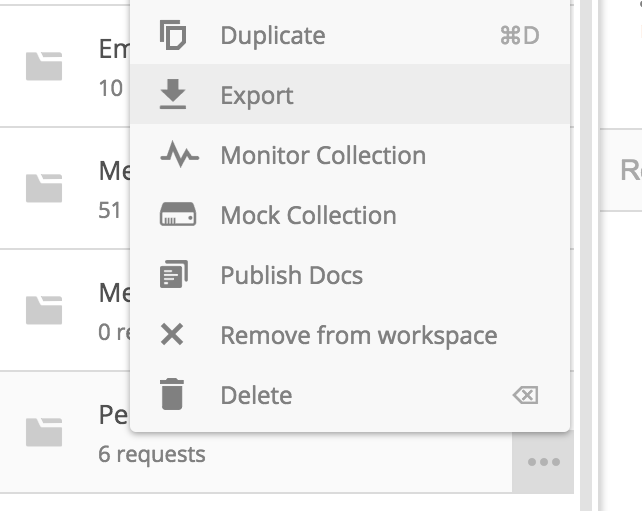 Duplicate ⌘D
Export
Monitor Collection
Mock Collection
Publish Docs
Remove from workspace
Delete
Em
10
Me
51
Me
0 re
Pe
6 requests